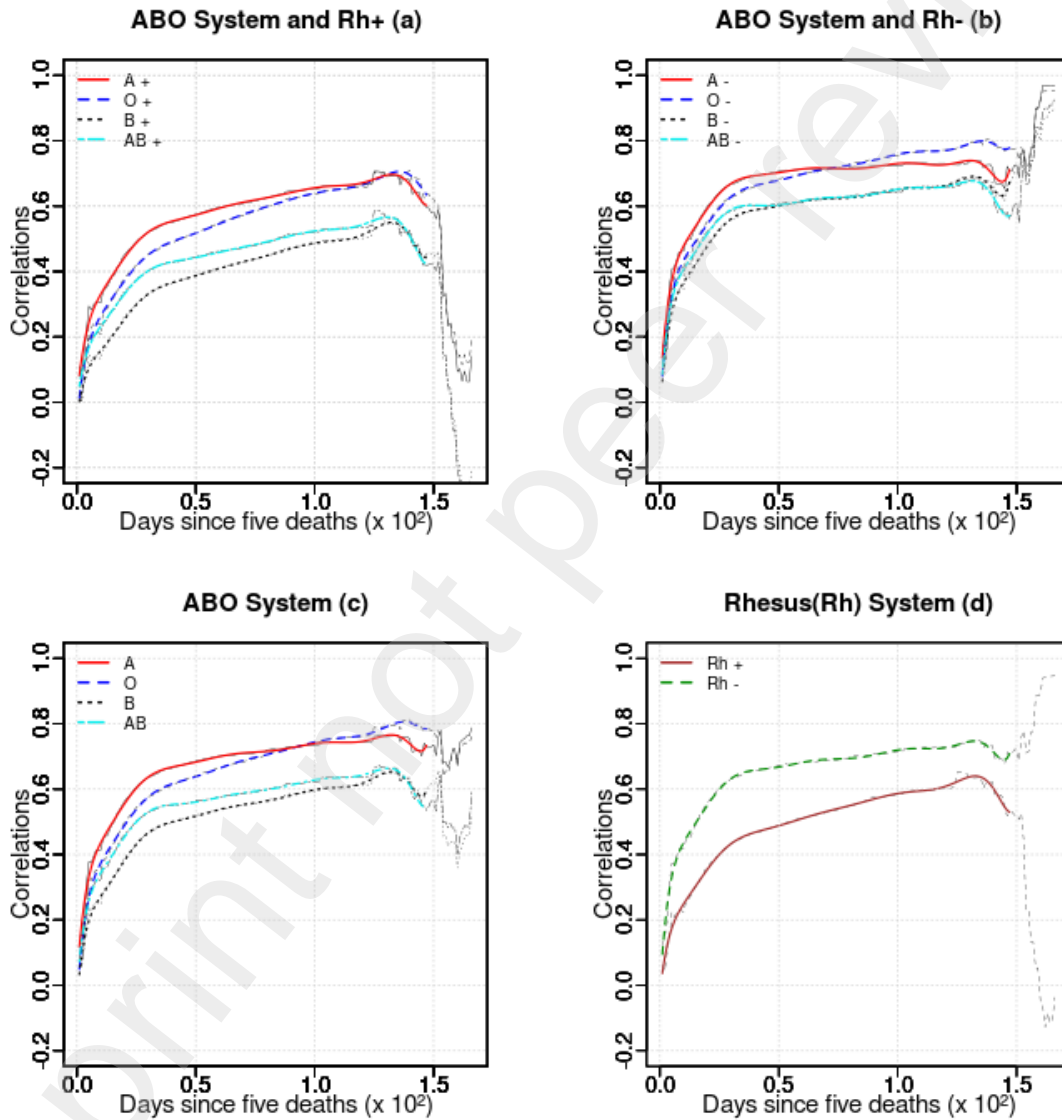 ABO System and Rh+ (a)
1.0
0.8
0.6
0.4
0.2
0.0
-0.2
Correlations
A +
O +
B +
AB +
0.0
0.5
1.0
1.5
Days since five deaths (x 10²)
ABO System and Rh- (b)
1.0
0.8
0.6
0.4
0.2
0.0
-0.2
Correlations
A -
O -
B -
AB -
0.0
0.5
1.0
1.5
Days since five deaths (x 10²)
ABO System (c)
1.0
0.8
0.6
0.4
0.2
0.0
-0.2
Correlations
A
O
B
AB
0.0
0.5
1.0
1.5
Days since five deaths (x 10²)
Rhesus(Rh) System (d)
1.0
0.8
0.6
0.4
0.2
0.0
-0.2
Correlations
Rh +
Rh -
0.0
0.5
1.0
1.5
Days since five deaths (x 10²)
print not peer revi